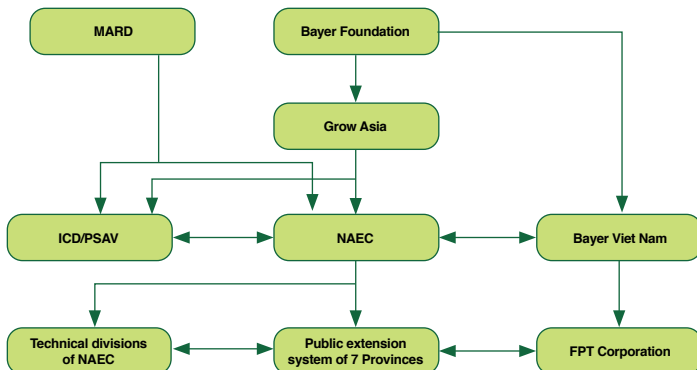 MARD
Bayer Foundation
Grow Asia
ICD/PSAV
NAEC
Bayer Viet Nam
Technical divisions
of NAEC
Public extension
system of 7 Provinces
FPT Corporation